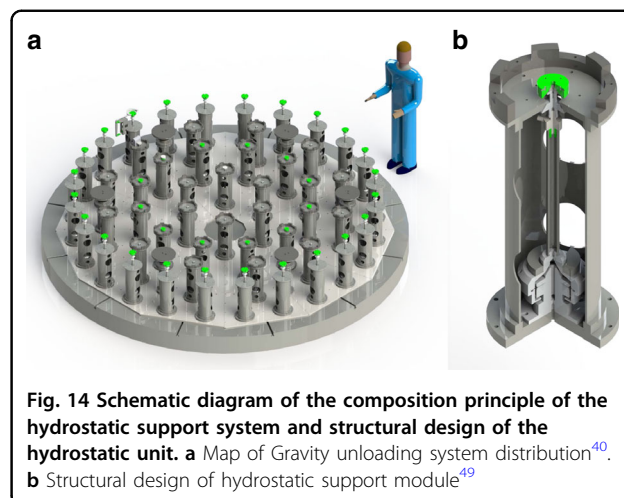 a
b
Fig. 14 Schematic diagram of the composition principle of the
hydrostatic support system and structural design of the
hydrostatic unit. a Map of Gravity unloading system distribution40.
b Structural design of hydrostatic support module49